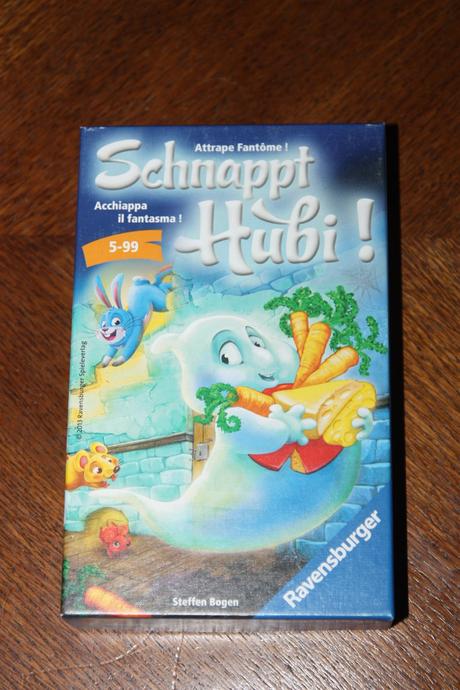 Attrape Fantôme !
Schnappt
Hubi !
Acchiappa
il fantasma !
5-99
© 2013 Ravensburger Spieleverlag
Steffen Bogen
Ravensburger